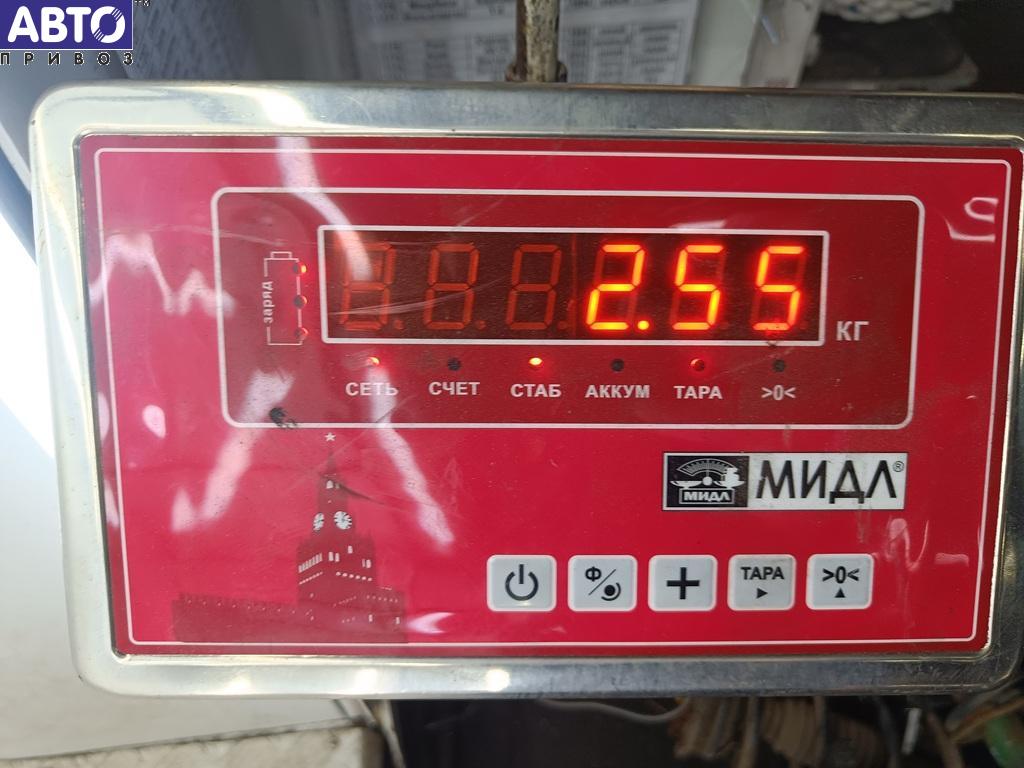 АВТО
ПРИВОЗ
заряд
2.55
КГ
СЕТЬ СЧЕТ СТАБ АККУМ ТАРА >0<
МИДЛ МИДЛ®
Ф ТАРА >0<